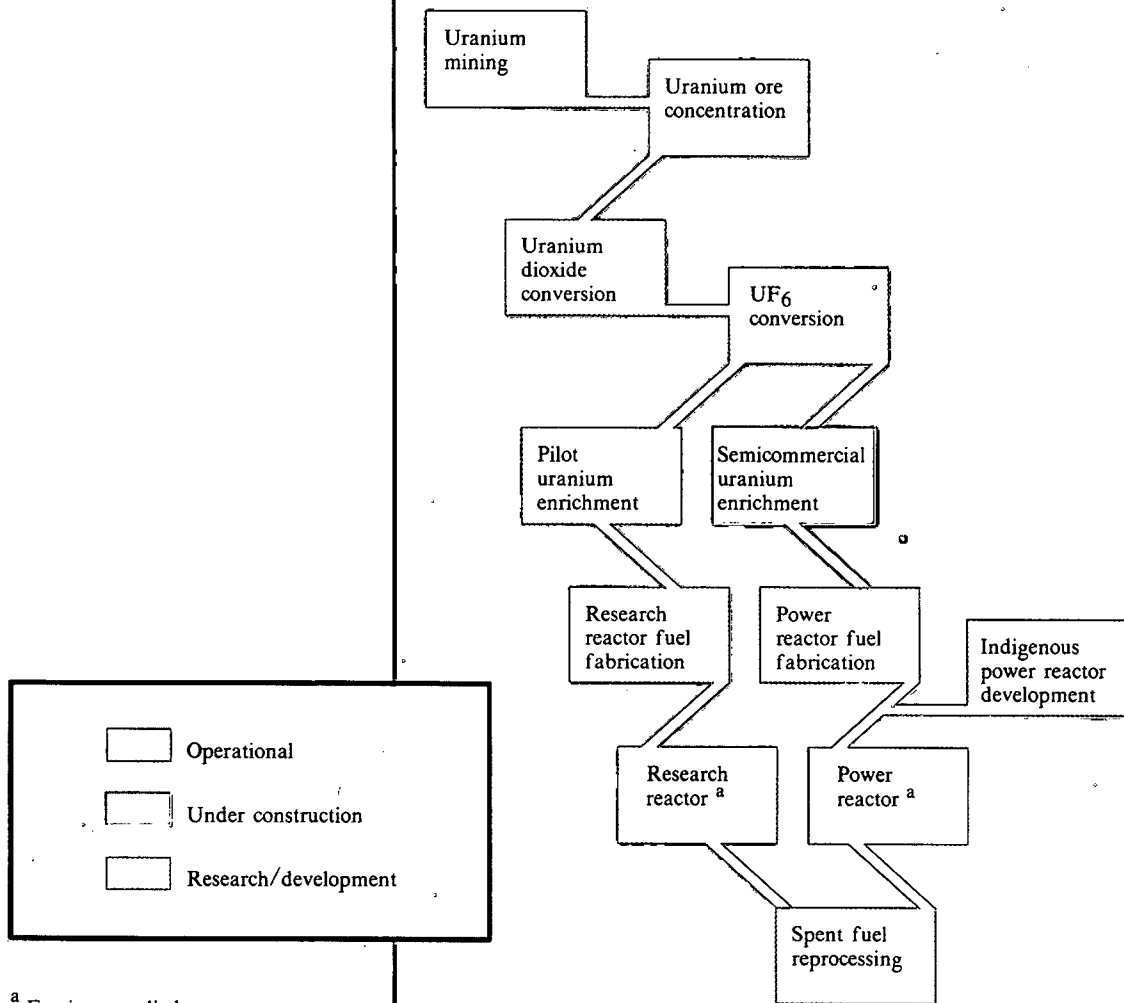 Uranium
mining
Uranium ore
concentration
Uranium
dioxide
conversion
UF6
conversion
Pilot
uranium
enrichment
Semicommercial
uranium
enrichment
Research
reactor fuel
fabrication
Power
reactor fuel
fabrication
Indigenous
power reactor
development
Operational
Under construction
Research/development
Research
reactor a
Power
reactor a
Spent fuel
reprocessing
a